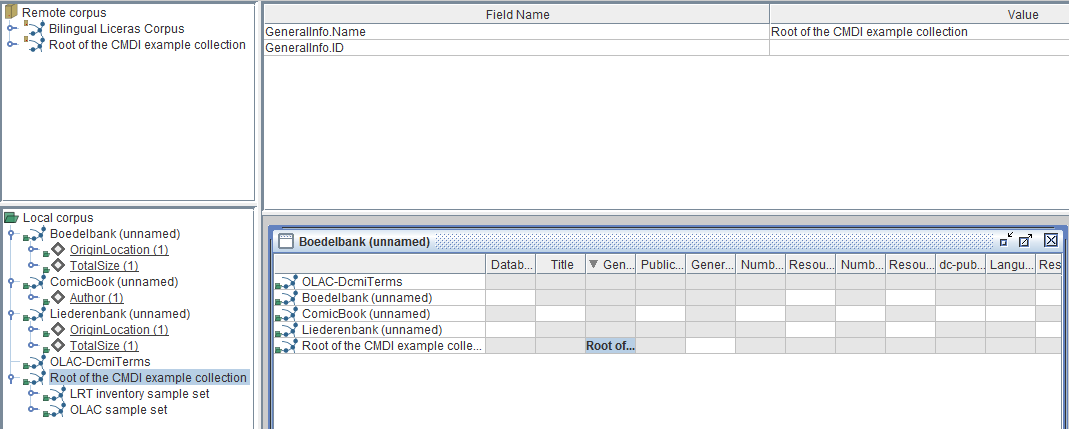 Remote corpus
Bilingual Liceras Corpus
Root of the CMDI example collection
Field Name Value
GeneralInfo.Name Root of the CMDI example collection
GeneralInfo.ID
Local corpus
Boedelbank (unnamed)
OriginLocation (1)
TotalSize (1)
ComicBook (unnamed)
Author (1)
Liederenbank (unnamed)
OriginLocation (1)
TotalSize (1)
OLAC-DcmiTerms
Root of the CMDI example collection
LRT inventory sample set
OLAC sample set
Boedelbank (unnamed)
Datab... Title Gen... Public... Gener... Numb... Resou... Numb... Resou... dc-pub... Langu... Res
OLAC-DcmiTerms
Boedelbank (unnamed)
ComicBook (unnamed)
Liederenbank (unnamed)
Root of the CMDI example colle... Root of...